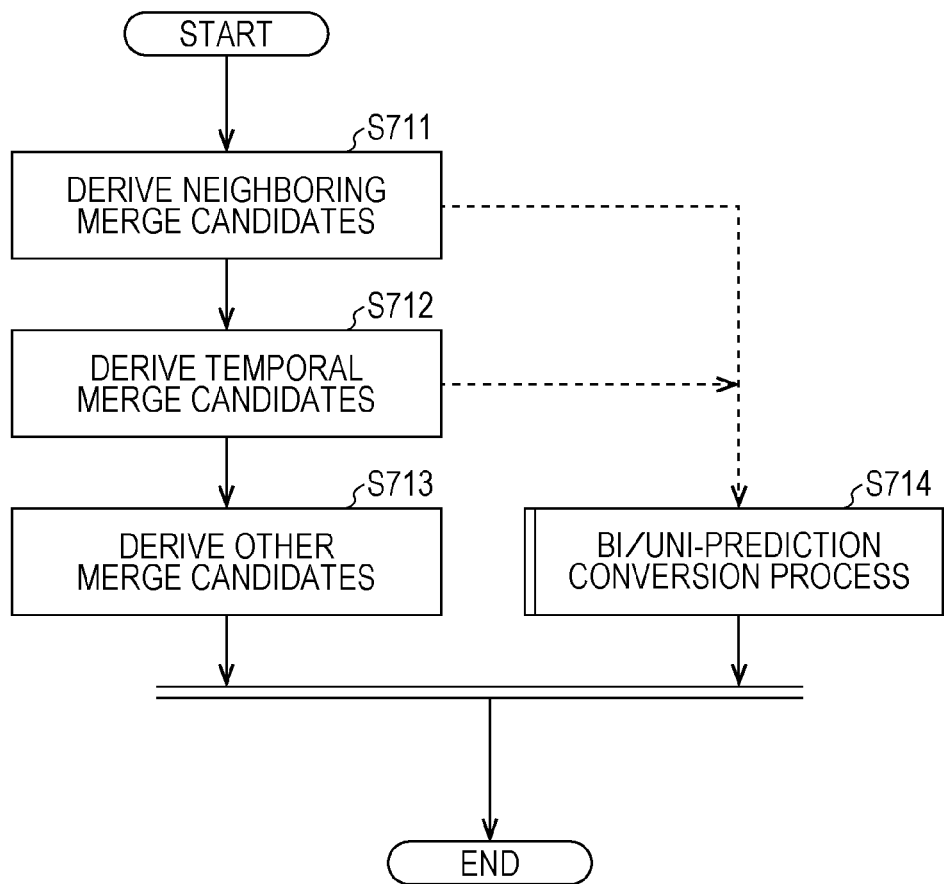 START
S711
DERIVE NEIGHBORING
MERGE CANDIDATES
S712
DERIVE TEMPORAL
MERGE CANDIDATES
S713
DERIVE OTHER
MERGE CANDIDATES
S714
BI/UNI-PREDICTION
CONVERSION PROCESS
END